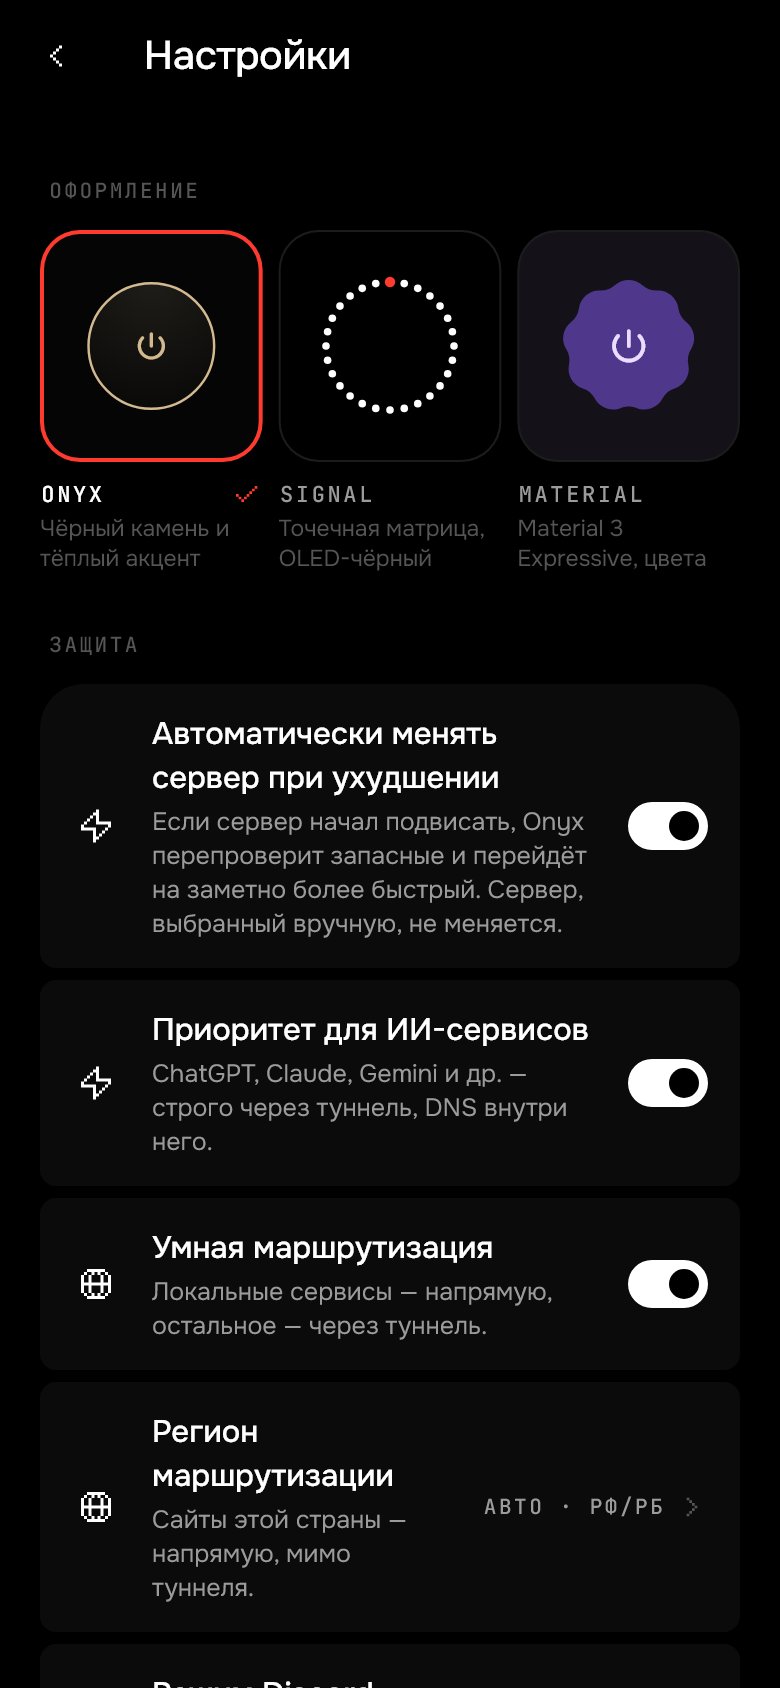 Настройки
ОФОРМЛЕНИЕ
ONYX
Чёрный камень и
тёплый акцент
SIGNAL
Точечная матрица,
OLED-чёрный
MATERIAL
Material 3
Expressive, цвета
ЗАЩИТА
Автоматически менять
сервер при ухудшении
Если сервер начал подвисать, Onyx
перепроверит запасные и перейдёт
на заметно более быстрый. Сервер,
выбранный вручную, не меняется.
Приоритет для ИИ-сервисов
ChatGPT, Claude, Gemini и др. —
строго через туннель, DNS внутри
него.
Умная маршрутизация
Локальные сервисы — напрямую,
остальное — через туннель.
Регион
маршрутизации
Сайты этой страны —
напрямую, мимо
туннеля.
АВТО · РФ/РБ